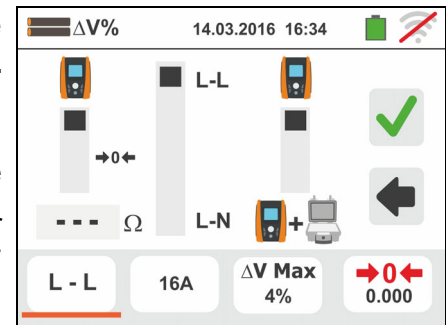 ΔV% 14.03.2016 16:34
L-L
→0←
--- Ω
L-N
+
L - L
16A
ΔV Max
4%
→0←
0.000